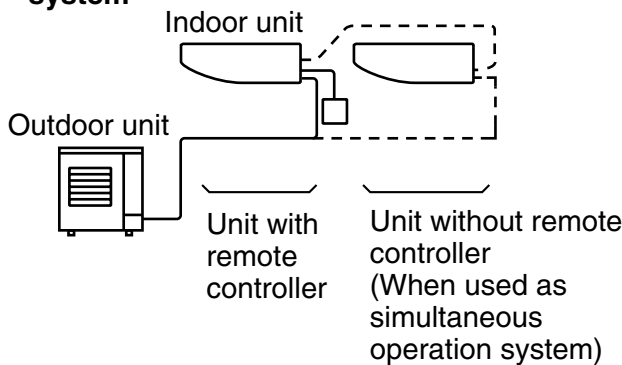 system
Indoor unit
Outdoor unit
Unit with
remote
controller
Unit without remote
controller
(When used as
simultaneous
operation system)